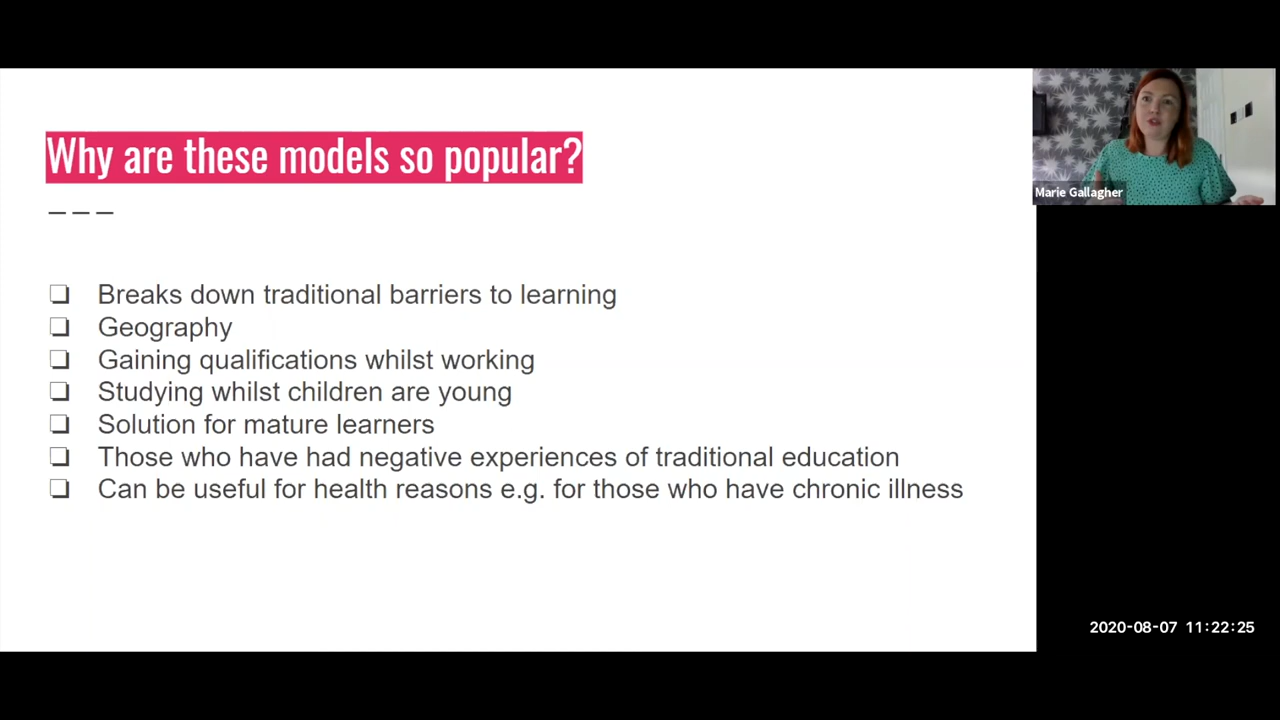 Why are these models so popular?
Breaks down traditional barriers to learning
Geography
Gaining qualifications whilst working
Studying whilst children are young
Solution for mature learners
Those who have had negative experiences of traditional education
Can be useful for health reasons e.g. for those who have chronic illness
Marie Gallagher
2020-08-07 11:22:25